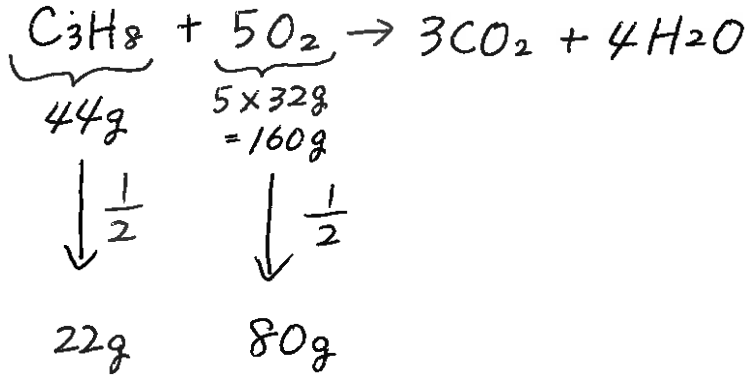 C3H8 + 5O2 → 3CO2 + 4H2O
44g 5×32g
=160g
1/2 1/2
22g 80g